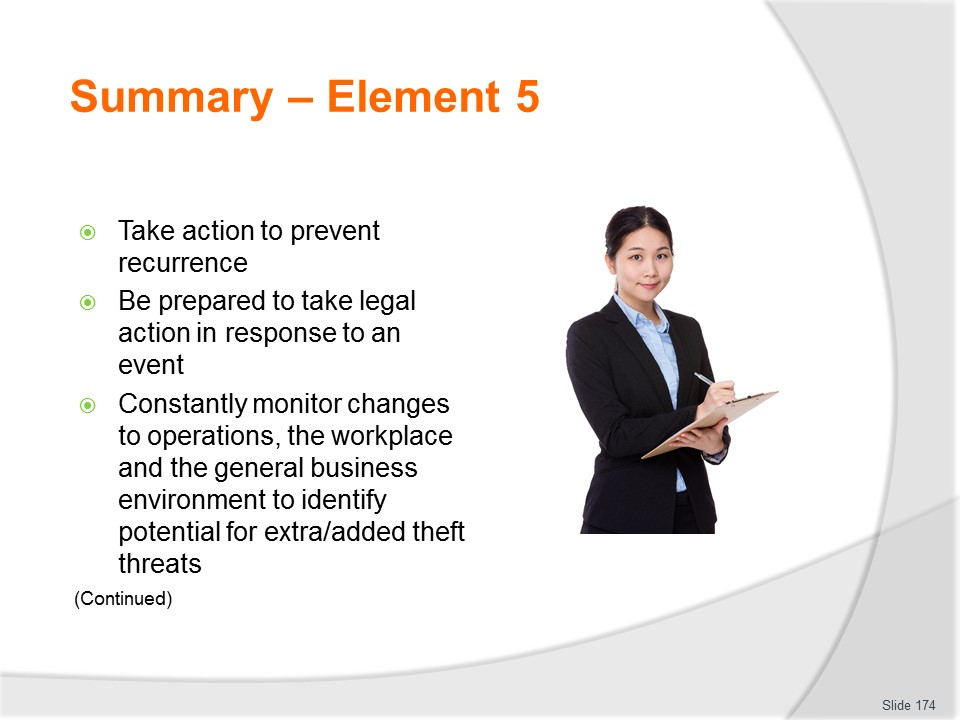 Summary – Element 5
Take action to prevent
recurrence
Be prepared to take legal
action in response to an
event
Constantly monitor changes
to operations, the workplace
and the general business
environment to identify
potential for extra/added theft
threats
(Continued)
Slide 174